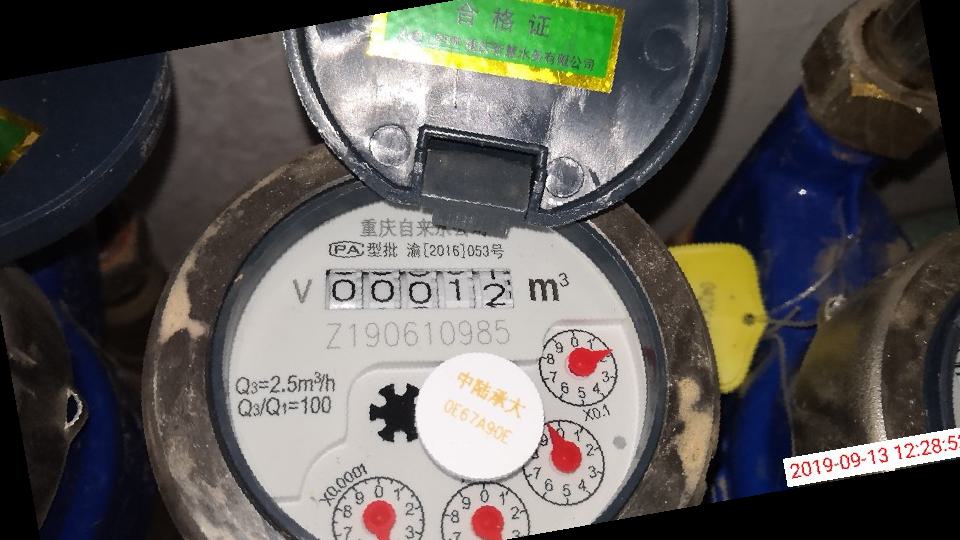 合格证
重庆自来水公司
PA 型批 渝[2016]053号
V 00012 m³
Z190610985
Q₃=2.5m³/h
Q₃/Q₁=100
中陆承大
0E67A90E
X0.1
X0.0001
2019-09-13 12:28:5